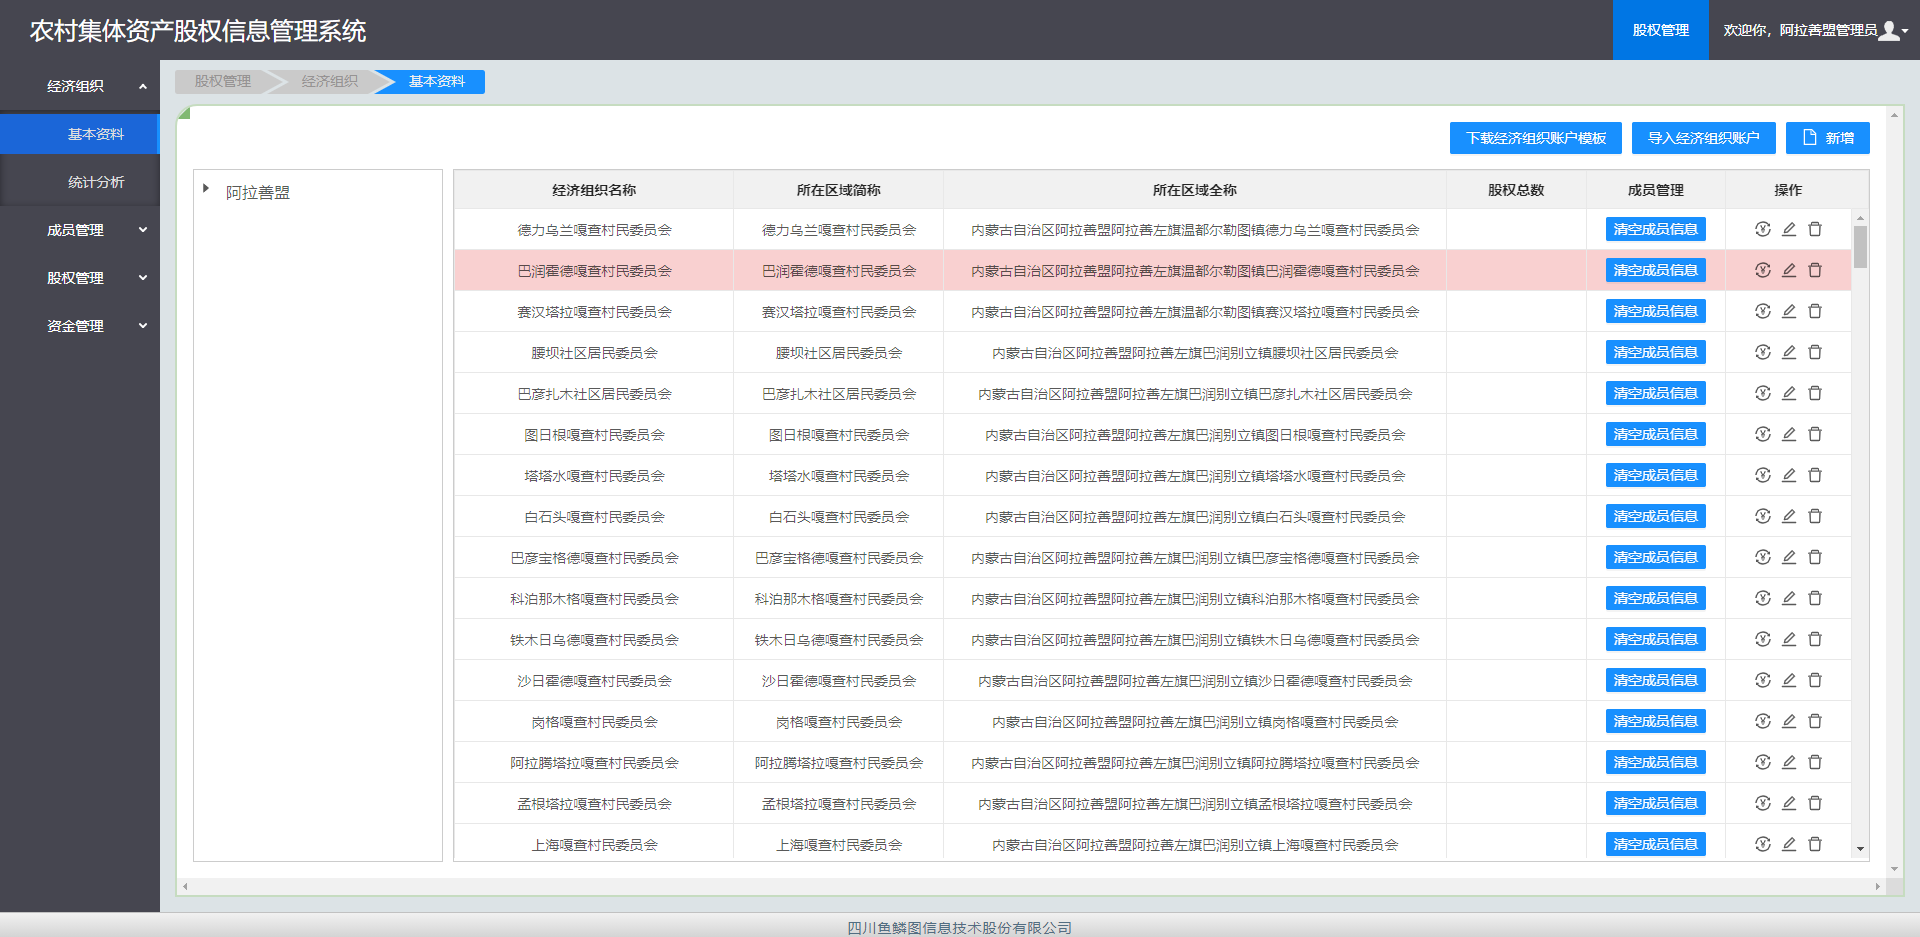 农村集体资产股权信息管理系统
股权管理
欢迎你，阿拉善盟管理员
经济组织
基本资料
统计分析
成员管理
股权管理
资金管理
股权管理 经济组织 基本资料
下载经济组织账户模板 导入经济组织账户 新增
阿拉善盟
经济组织名称 所在区域简称 所在区域全称 股权总数 成员管理 操作
德力乌兰嘎查村民委员会 德力乌兰嘎查村民委员会 内蒙古自治区阿拉善盟阿拉善左旗温都尔勒图镇德力乌兰嘎查村民委员会 清空成员信息
巴润霍德嘎查村民委员会 巴润霍德嘎查村民委员会 内蒙古自治区阿拉善盟阿拉善左旗温都尔勒图镇巴润霍德嘎查村民委员会 清空成员信息
赛汉塔拉嘎查村民委员会 赛汉塔拉嘎查村民委员会 内蒙古自治区阿拉善盟阿拉善左旗温都尔勒图镇赛汉塔拉嘎查村民委员会 清空成员信息
腰坝社区居民委员会 腰坝社区居民委员会 内蒙古自治区阿拉善盟阿拉善左旗巴润别立镇腰坝社区居民委员会 清空成员信息
巴彦扎木社区居民委员会 巴彦扎木社区居民委员会 内蒙古自治区阿拉善盟阿拉善左旗巴润别立镇巴彦扎木社区居民委员会 清空成员信息
图日根嘎查村民委员会 图日根嘎查村民委员会 内蒙古自治区阿拉善盟阿拉善左旗巴润别立镇图日根嘎查村民委员会 清空成员信息
塔塔水嘎查村民委员会 塔塔水嘎查村民委员会 内蒙古自治区阿拉善盟阿拉善左旗巴润别立镇塔塔水嘎查村民委员会 清空成员信息
白石头嘎查村民委员会 白石头嘎查村民委员会 内蒙古自治区阿拉善盟阿拉善左旗巴润别立镇白石头嘎查村民委员会 清空成员信息
巴彦宝格德嘎查村民委员会 巴彦宝格德嘎查村民委员会 内蒙古自治区阿拉善盟阿拉善左旗巴润别立镇巴彦宝格德嘎查村民委员会 清空成员信息
科泊那木格嘎查村民委员会 科泊那木格嘎查村民委员会 内蒙古自治区阿拉善盟阿拉善左旗巴润别立镇科泊那木格嘎查村民委员会 清空成员信息
铁木日乌德嘎查村民委员会 铁木日乌德嘎查村民委员会 内蒙古自治区阿拉善盟阿拉善左旗巴润别立镇铁木日乌德嘎查村民委员会 清空成员信息
沙日霍德嘎查村民委员会 沙日霍德嘎查村民委员会 内蒙古自治区阿拉善盟阿拉善左旗巴润别立镇沙日霍德嘎查村民委员会 清空成员信息
岗格嘎查村民委员会 岗格嘎查村民委员会 内蒙古自治区阿拉善盟阿拉善左旗巴润别立镇岗格嘎查村民委员会 清空成员信息
阿拉腾塔拉嘎查村民委员会 阿拉腾塔拉嘎查村民委员会 内蒙古自治区阿拉善盟阿拉善左旗巴润别立镇阿拉腾塔拉嘎查村民委员会 清空成员信息
孟根塔拉嘎查村民委员会 孟根塔拉嘎查村民委员会 内蒙古自治区阿拉善盟阿拉善左旗巴润别立镇孟根塔拉嘎查村民委员会 清空成员信息
上海嘎查村民委员会 上海嘎查村民委员会 内蒙古自治区阿拉善盟阿拉善左旗巴润别立镇上海嘎查村民委员会 清空成员信息
四川鱼鳞图信息技术股份有限公司